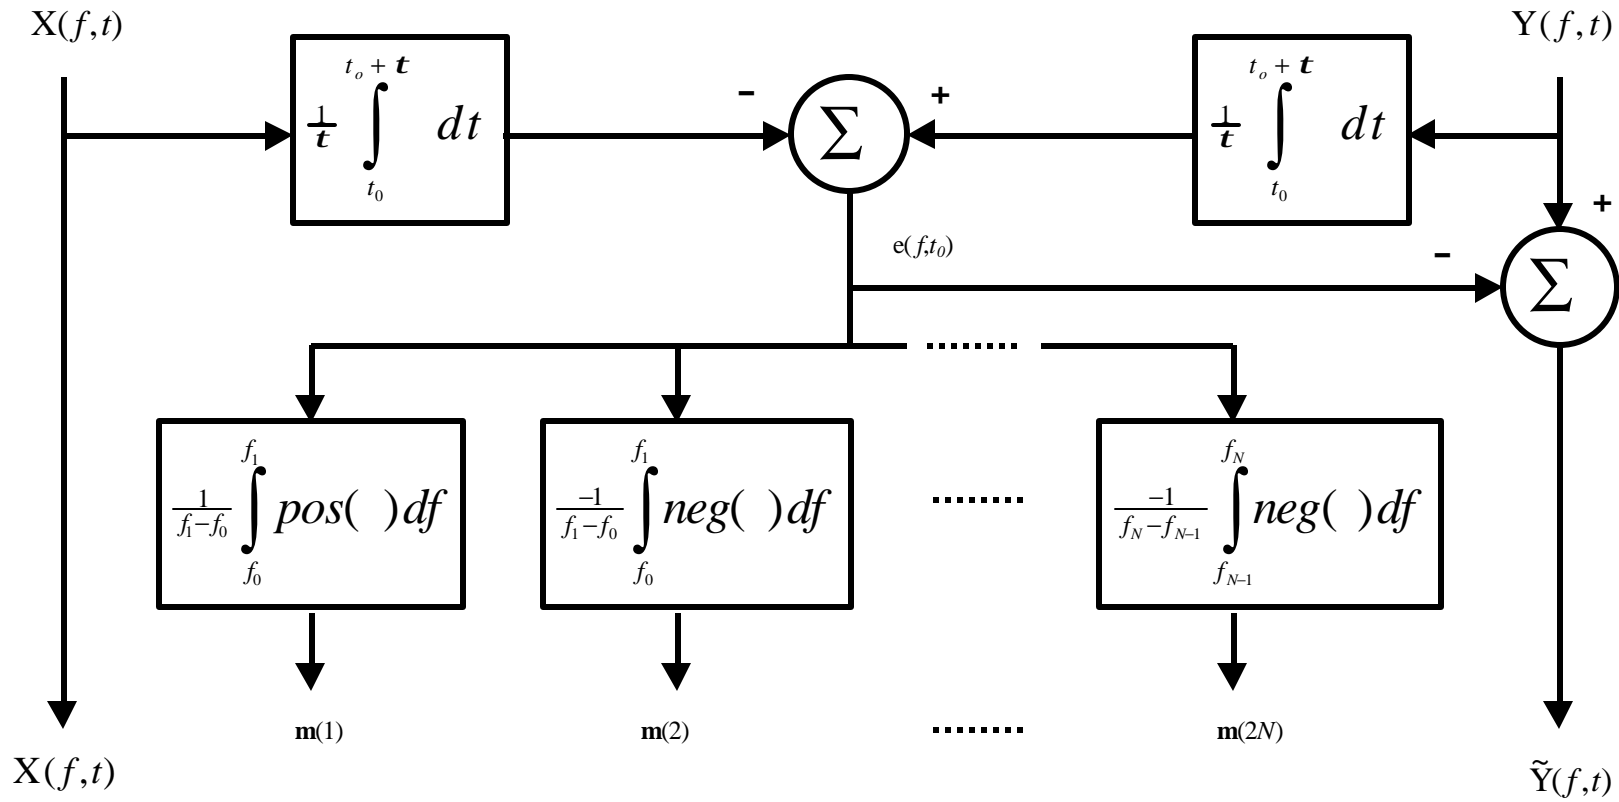 X(f,t) Y(f,t)
1/t ∫_{t_0}^{t_o + t} dt - Σ + 1/t ∫_{t_0}^{t_o + t} dt
+
e(f,t_0) - Σ
........
1/(f_1−f_0) ∫_{f_0}^{f_1} pos( )df −1/(f_1−f_0) ∫_{f_0}^{f_1} neg( )df ........ −1/(f_N−f_{N−1}) ∫_{f_{N−1}}^{f_N} neg( )df
m(1) m(2) ........ m(2N)
X(f,t) Ỹ(f,t)